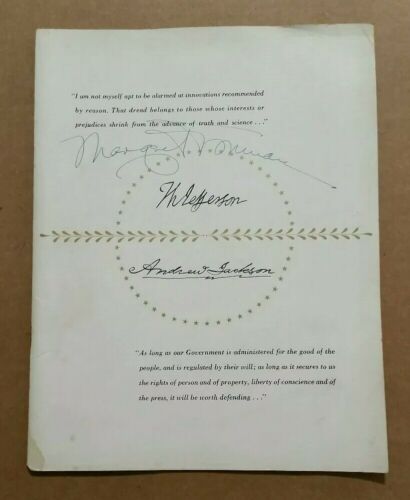 "I am not myself apt to be alarmed at innovations recommended
by reason. That dread belongs to those whose interests or
prejudices shrink from the advance of truth and science . . ."
Margaret Truman
Th Jefferson
Andrew Jackson
"As long as our Government is administered for the good of the
people, and is regulated by their will; as long as it secures to us
the rights of person and of property, liberty of conscience and of
the press, it will be worth defending . . ."